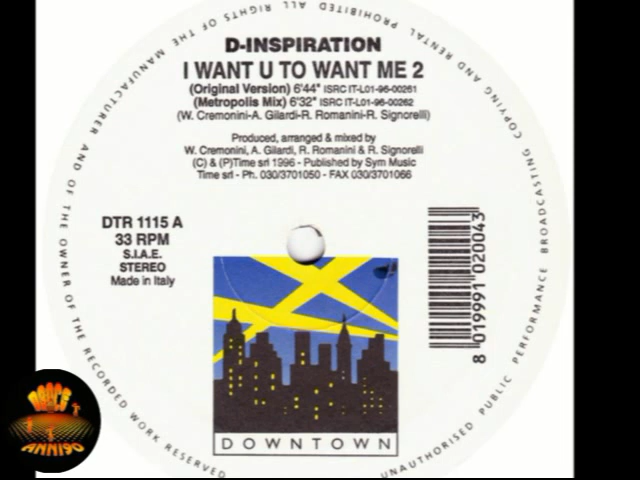 D-INSPIRATION
I WANT U TO WANT ME 2
(Original Version) 6'44" ISRC IT-L01-96-00261
(Metropolis Mix) 6'32" ISRC IT-L01-96-00262
(W. Cremonini-A. Gilardi-R. Romanini-R. Signorelli)
Produced, arranged & mixed by
W. Cremonini, A. Gilardi, R. Romanini & R. Signorelli
(C) & (P)Time srl 1996 - Published by Sym Music
Time srl - Ph. 030/3701050 - FAX 030/3701066
DTR 1115 A
33 RPM
S.I.A.E.
STEREO
Made in Italy
8 019991 020043
DOWNTOWN
ALL RIGHTS OF THE MANUFACTURER AND OF THE OWNER OF THE RECORDED WORK RESERVED
UNAUTHORISED PUBLIC PERFORMANCE BROADCASTING COPYING AND RENTAL PROHIBITED
DANCE
ANNI90